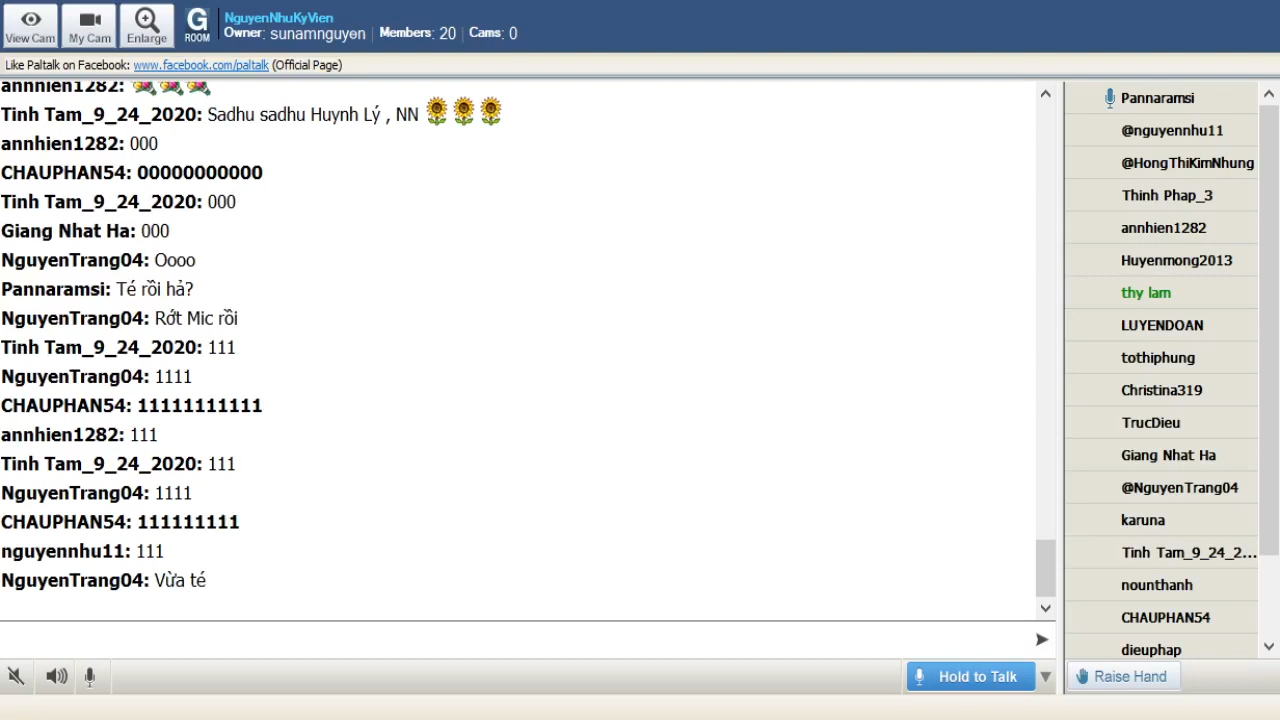 View Cam
My Cam
Enlarge
G
ROOM
NguyenNhuKyVien
Owner: sunamnguyen | Members: 20 | Cams: 0
Like Paltalk on Facebook: www.facebook.com/paltalk (Official Page)
annhien1282:
Tinh Tam_9_24_2020: Sadhu sadhu Huynh Lý , NN
annhien1282: 000
CHAUPHAN54: 00000000000
Tinh Tam_9_24_2020: 000
Giang Nhat Ha: 000
NguyenTrang04: Oooo
Pannaramsi: Té rồi hả?
NguyenTrang04: Rớt Mic rồi
Tinh Tam_9_24_2020: 111
NguyenTrang04: 1111
CHAUPHAN54: 11111111111
annhien1282: 111
Tinh Tam_9_24_2020: 111
NguyenTrang04: 1111
CHAUPHAN54: 111111111
nguyennhu11: 111
NguyenTrang04: Vừa té
Pannaramsi
@nguyennhu11
@HongThiKimNhung
Thinh Phap_3
annhien1282
Huyenmong2013
thy lam
LUYENDOAN
tothiphung
Christina319
TrucDieu
Giang Nhat Ha
@NguyenTrang04
karuna
Tinh Tam_9_24_2...
nounthanh
CHAUPHAN54
dieuphap
Hold to Talk
Raise Hand